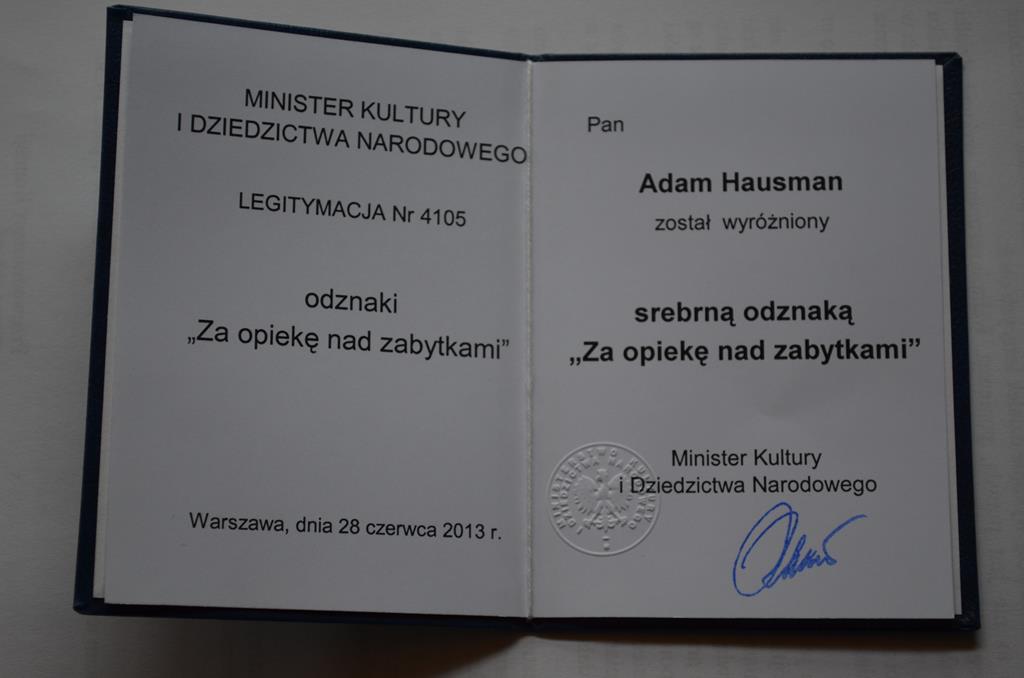 MINISTER KULTURY
I DZIEDZICTWA NARODOWEGO
LEGITYMACJA Nr 4105
odznaki
„Za opiekę nad zabytkami”
Warszawa, dnia 28 czerwca 2013 r.
Pan
Adam Hausman
został wyróżniony
srebrną odznaką
„Za opiekę nad zabytkami”
Minister Kultury
i Dziedzictwa Narodowego